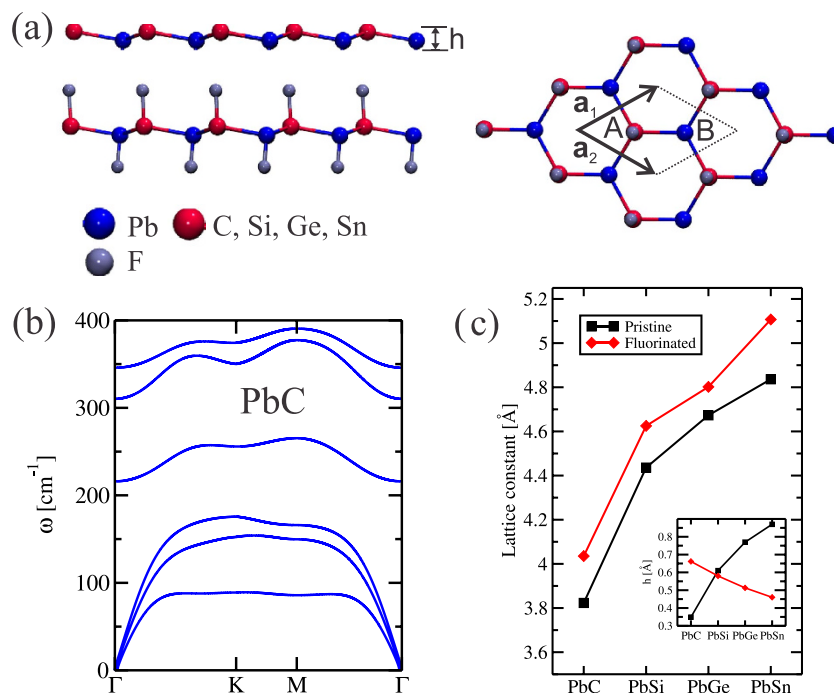 (a)
h
a1
A
B
a2
Pb
C, Si, Ge, Sn
F
(b)
400
300
200
100
0
ω [cm-1]
PbC
Γ
K
M
Γ
(c)
5.2
5
4.8
4.6
4.4
4.2
4
3.8
3.6
Lattice constant [Å]
Pristine
Fluorinated
0.8
0.7
0.6
0.5
0.4
0.3
h [Å]
PbC
PbSi
PbGe
PbSn
PbC
PbSi
PbGe
PbSn